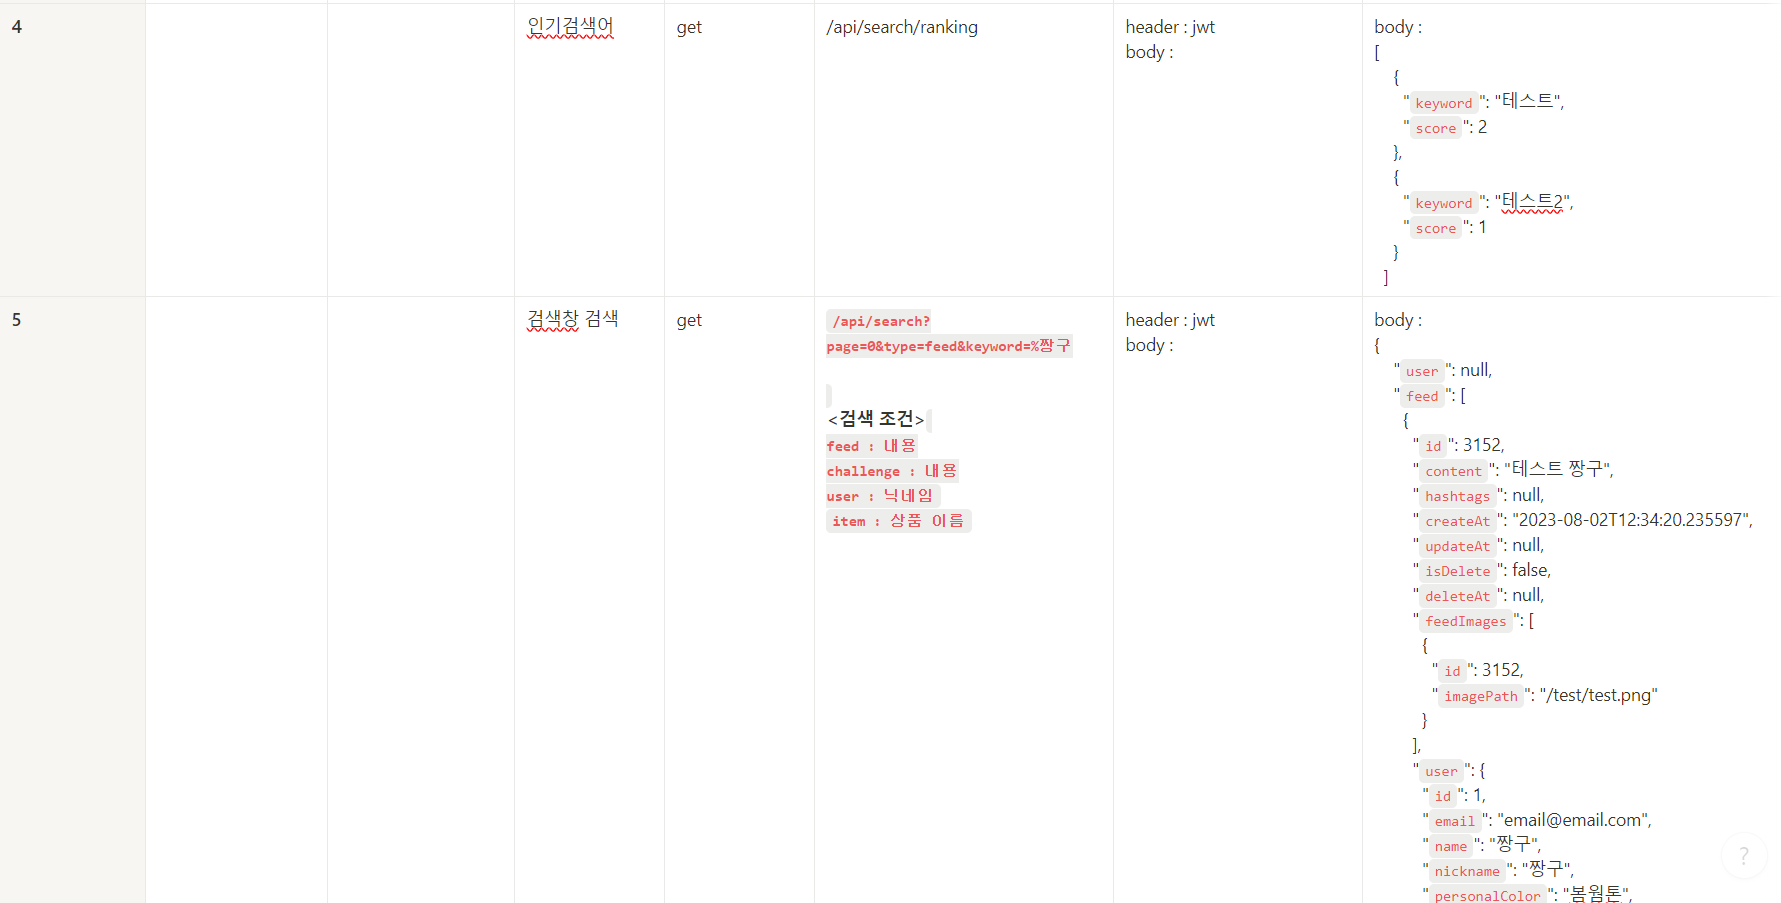 4
인기검색어
get
/api/search/ranking
header : jwt
body :
body :
[
{
"keyword": "테스트",
"score": 2
},
{
"keyword": "테스트2",
"score": 1
}
]
5
검색창 검색
get
/api/search?
page=0&type=feed&keyword=%짱구
<검색 조건>
feed : 내용
challenge : 내용
user : 닉네임
item : 상품 이름
header : jwt
body :
body :
{
"user": null,
"feed": [
{
"id": 3152,
"content": "테스트 짱구",
"hashtags": null,
"createAt": "2023-08-02T12:34:20.235597",
"updateAt": null,
"isDelete": false,
"deleteAt": null,
"feedImages": [
{
"id": 3152,
"imagePath": "/test/test.png"
}
],
"user": {
"id": 1,
"email": "email@email.com",
"name": "짱구",
"nickname": "짱구",
"personalColor": "봄웜톤",
?